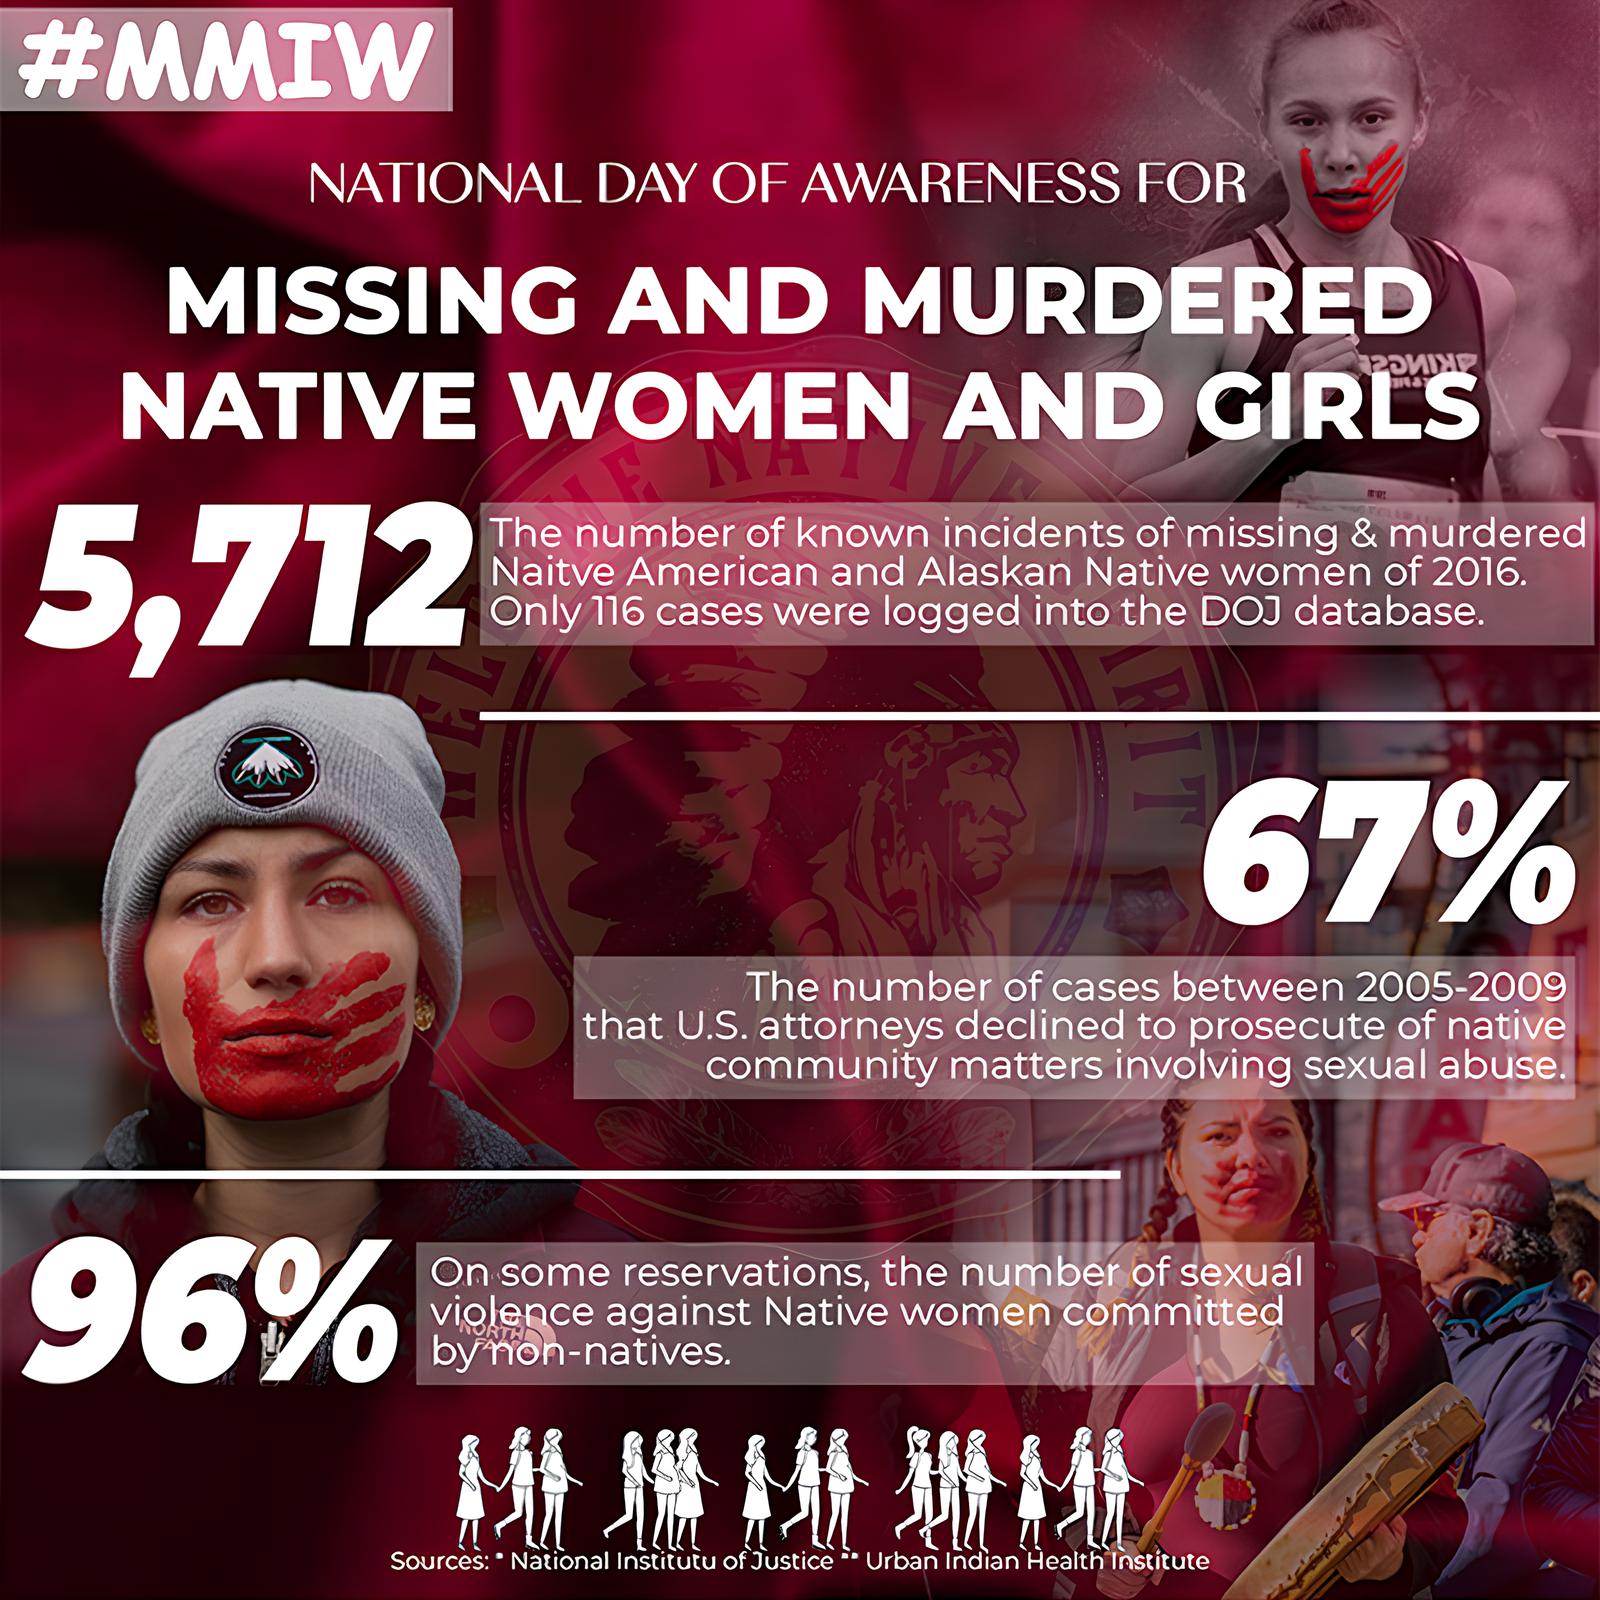 #MMIW
NATIONAL DAY OF AWARENESS FOR
MISSING AND MURDERED
NATIVE WOMEN AND GIRLS
5,712
The number of known incidents of missing & murdered
Naitve American and Alaskan Native women of 2016.
Only 116 cases were logged into the DOJ database.
67%
The number of cases between 2005-2009
that U.S. attorneys declined to prosecute of native
community matters involving sexual abuse.
96%
On some reservations, the number of sexual
violence against Native women committed
by non-natives.
NORTH
Sources: * National Institutu of Justice ** Urban Indian Health Institute